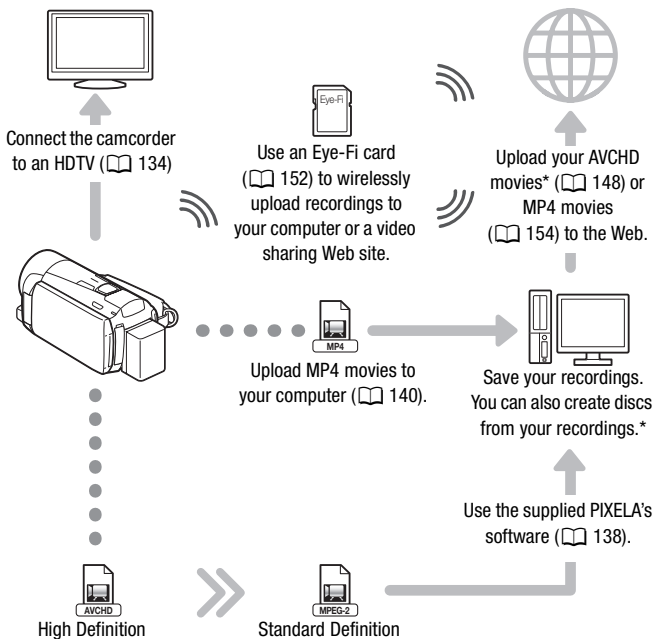 Eye-Fi
Connect the camcorder
to an HDTV (134)
Use an Eye-Fi card
(152) to wirelessly
upload recordings to
your computer or a video
sharing Web site.
Upload your AVCHD
movies* (148) or
MP4 movies
(154) to the Web.
MP4
Upload MP4 movies to
your computer (140).
Save your recordings.
You can also create discs
from your recordings.*
Use the supplied PIXELA's
software (138).
AVCHD
High Definition
MPEG-2
Standard Definition